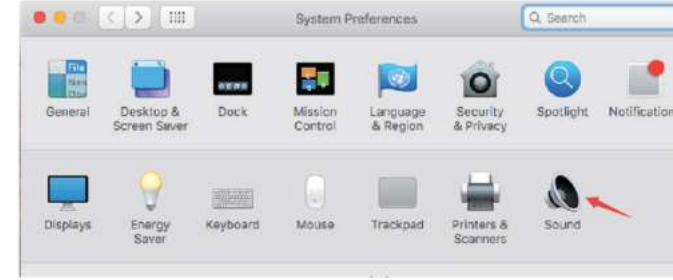 System Preferences
Search
General
Desktop &
Screen Saver
Dock
Mission
Control
Language
& Region
Security
& Privacy
Spotlight
Notification
Displays
Energy
Saver
Keyboard
Mouse
Trackpad
Printers &
Scanners
Sound